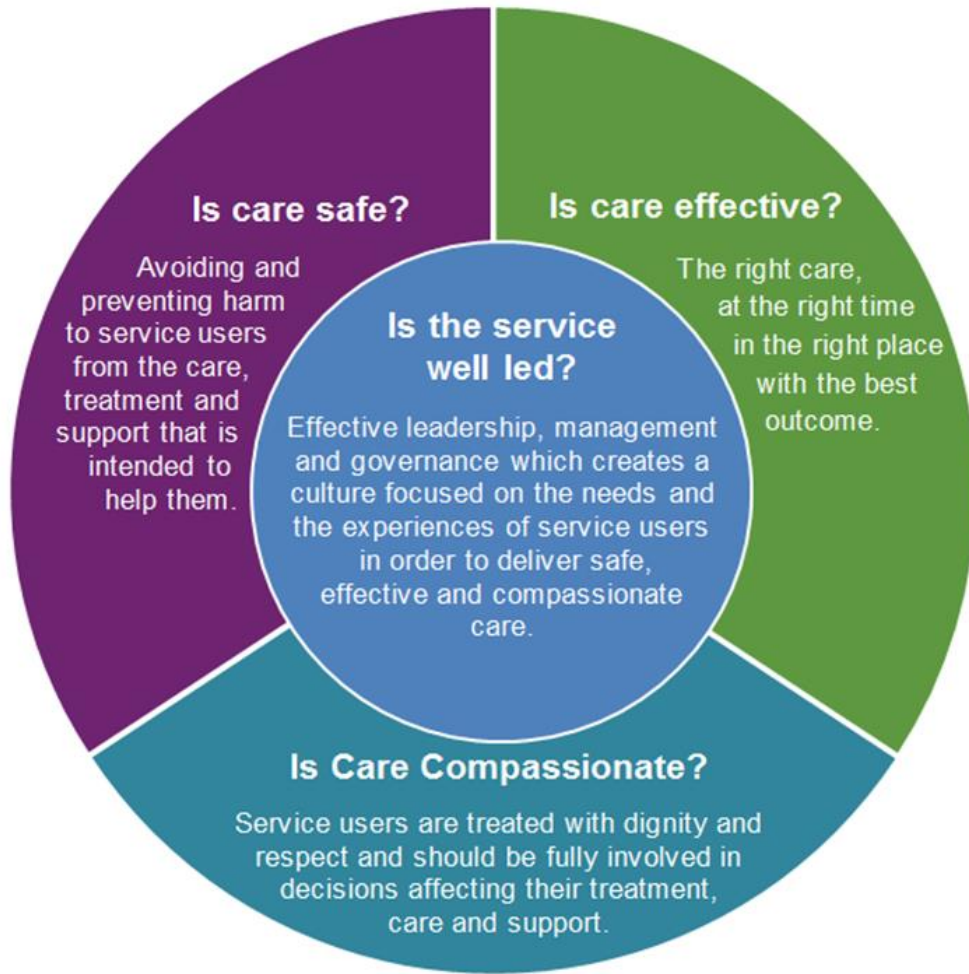 Is care safe?
Avoiding and
preventing harm
to service users
from the care,
treatment and
support that is
intended to
help them.
Is care effective?
The right care,
at the right time
in the right place
with the best
outcome.
Is the service
well led?
Effective leadership, management
and governance which creates a
culture focused on the needs and
the experiences of service users
in order to deliver safe,
effective and compassionate
care.
Is Care Compassionate?
Service users are treated with dignity and
respect and should be fully involved in
decisions affecting their treatment,
care and support.